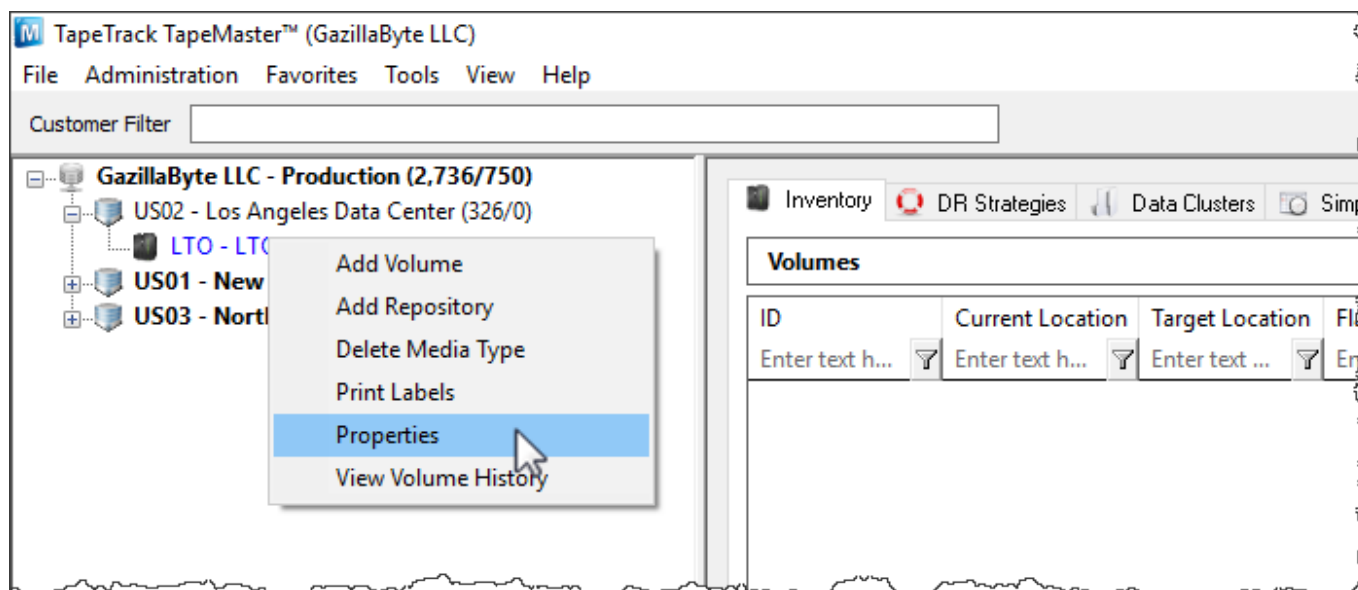 TapeTrack TapeMaster™ (GazillaByte LLC)
File Administration Favorites Tools View Help
Customer Filter
GazillaByte LLC - Production (2,736/750)
US02 - Los Angeles Data Center (326/0)
LTO -
US01 - New
US03 -
Add Volume
Add Repository
Delete Media Type
Print Labels
Properties
View Volume History
Inventory DR Strategies Data Clusters
Volumes
ID Current Location Target Location
Enter text h... Enter text h... Enter text ...